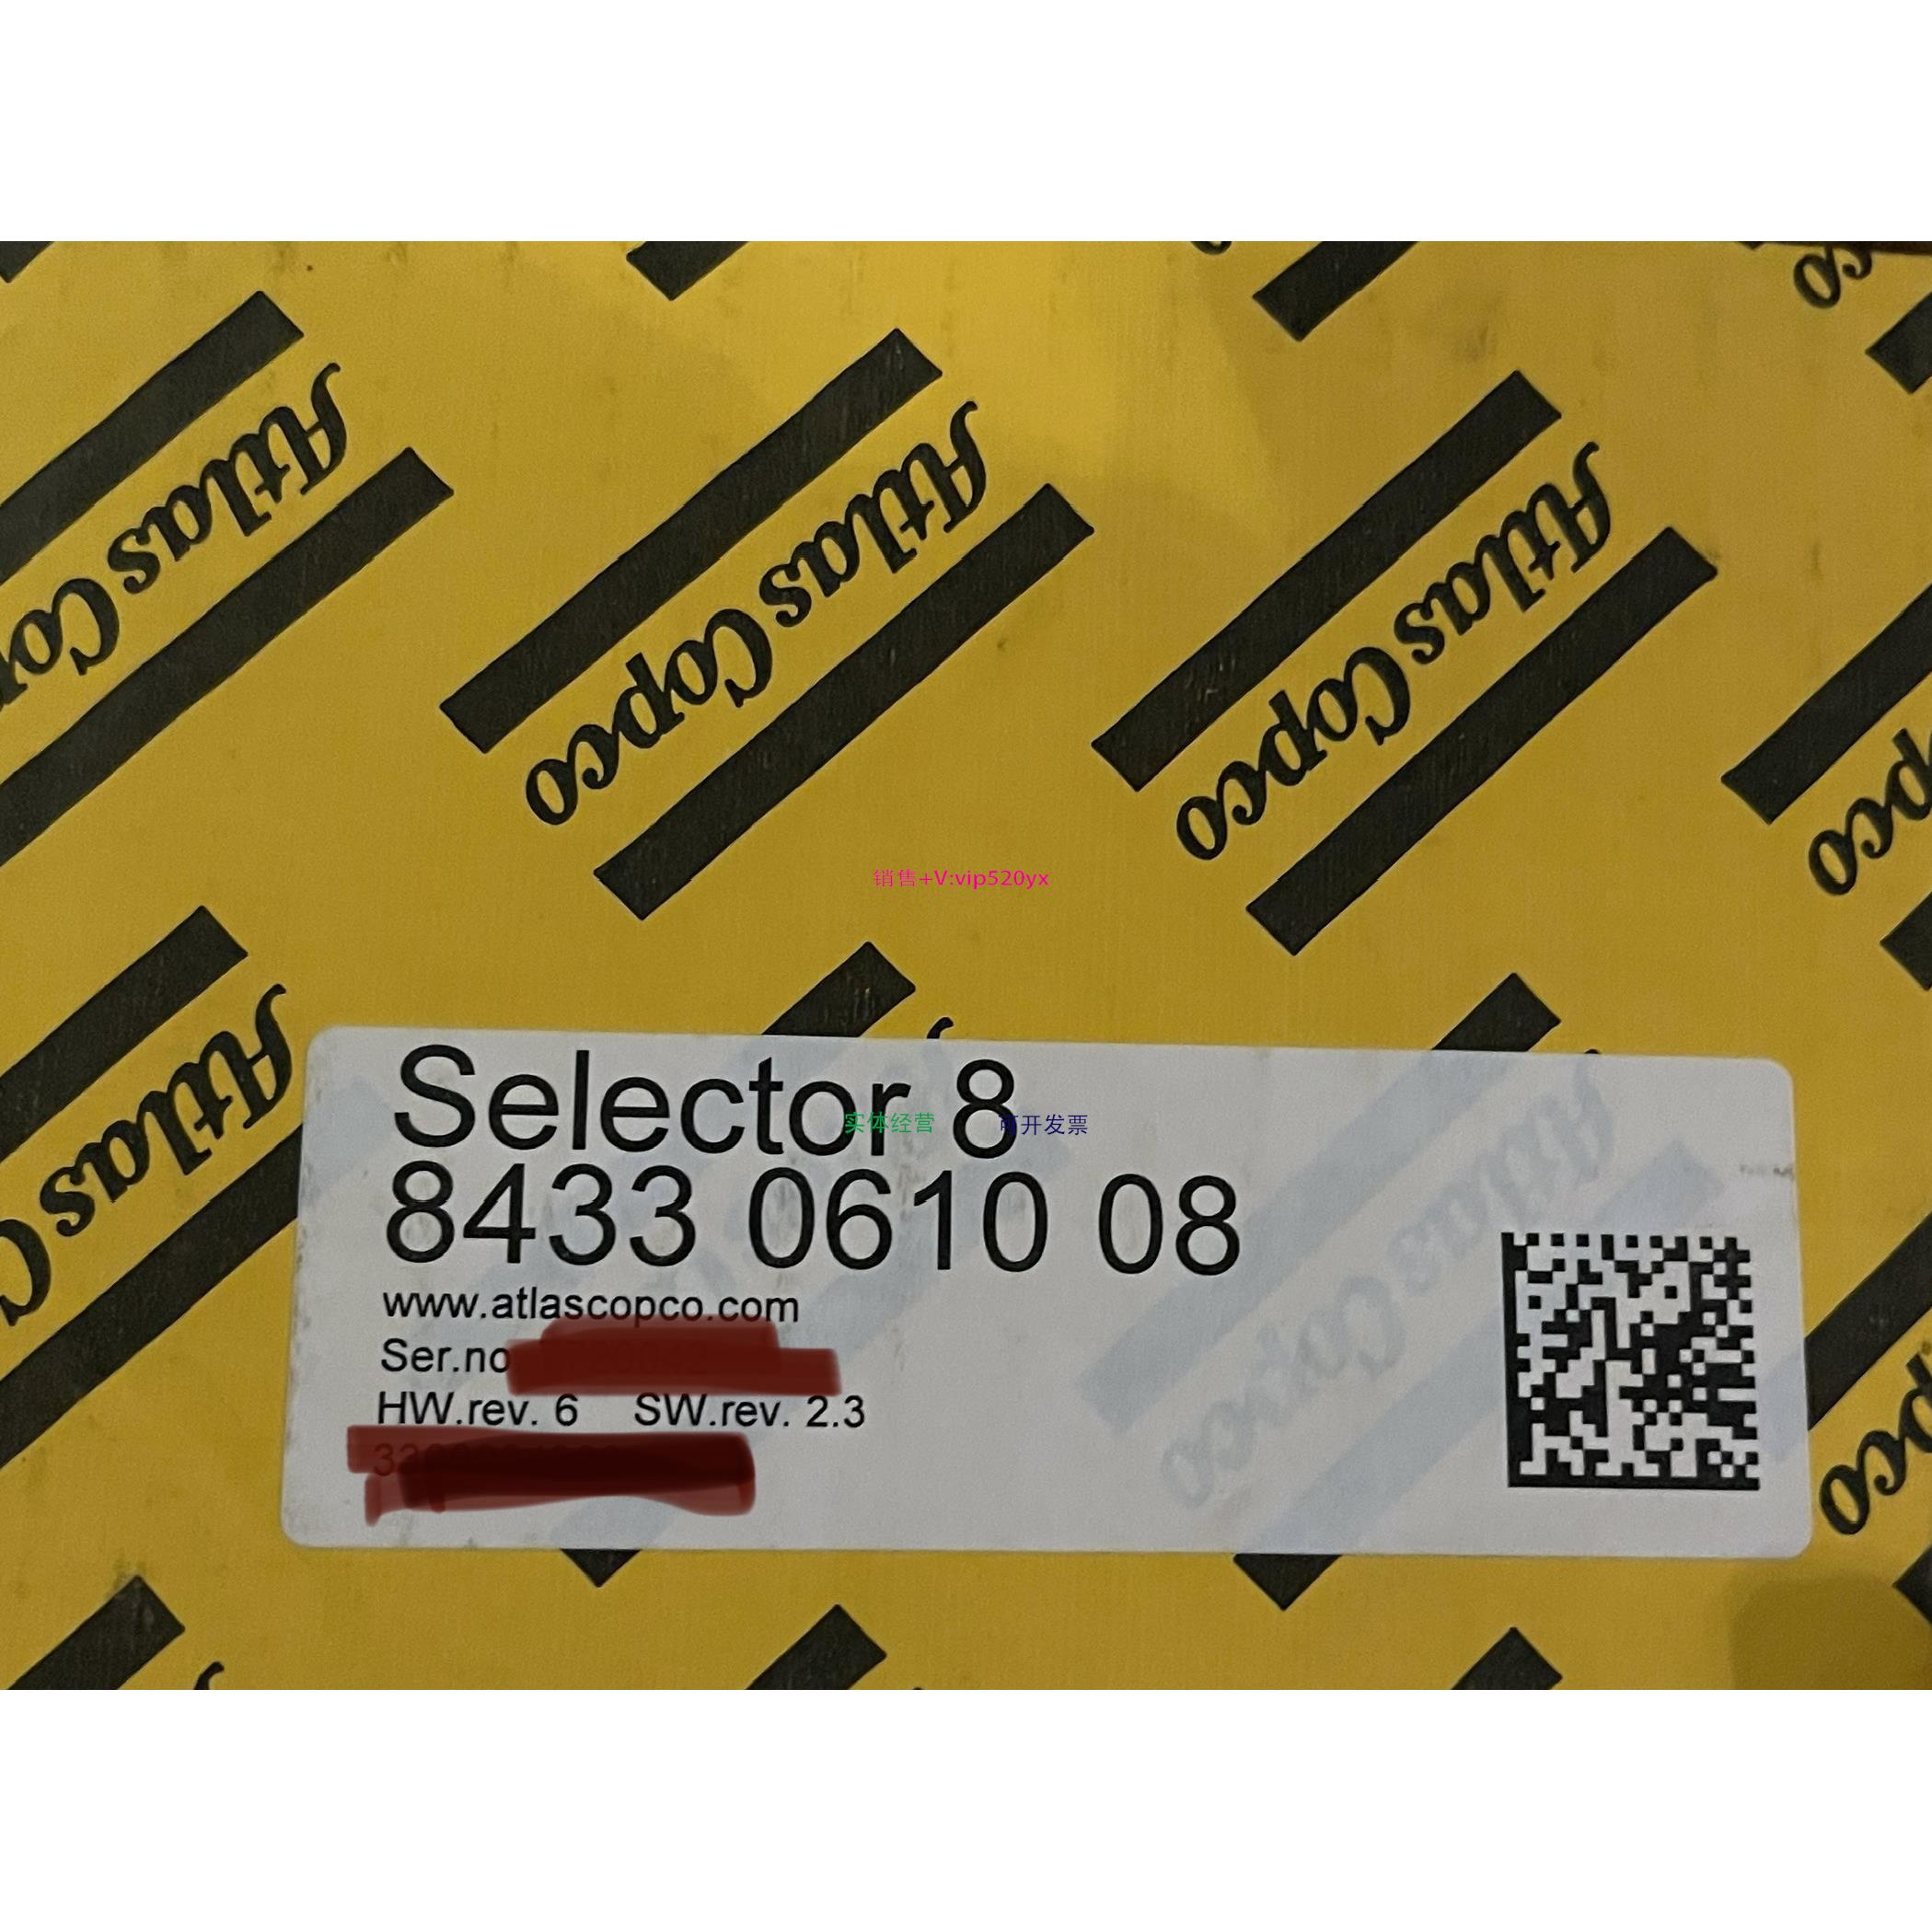 Atlas Copco
Atlas Copco
Atlas Copco
销售+V:vip520yx
Selector 8
实体经营 可开发票
8433 0610 08
www.atlascopco.com
Ser.no
HW.rev. 6 SW.rev. 2.3